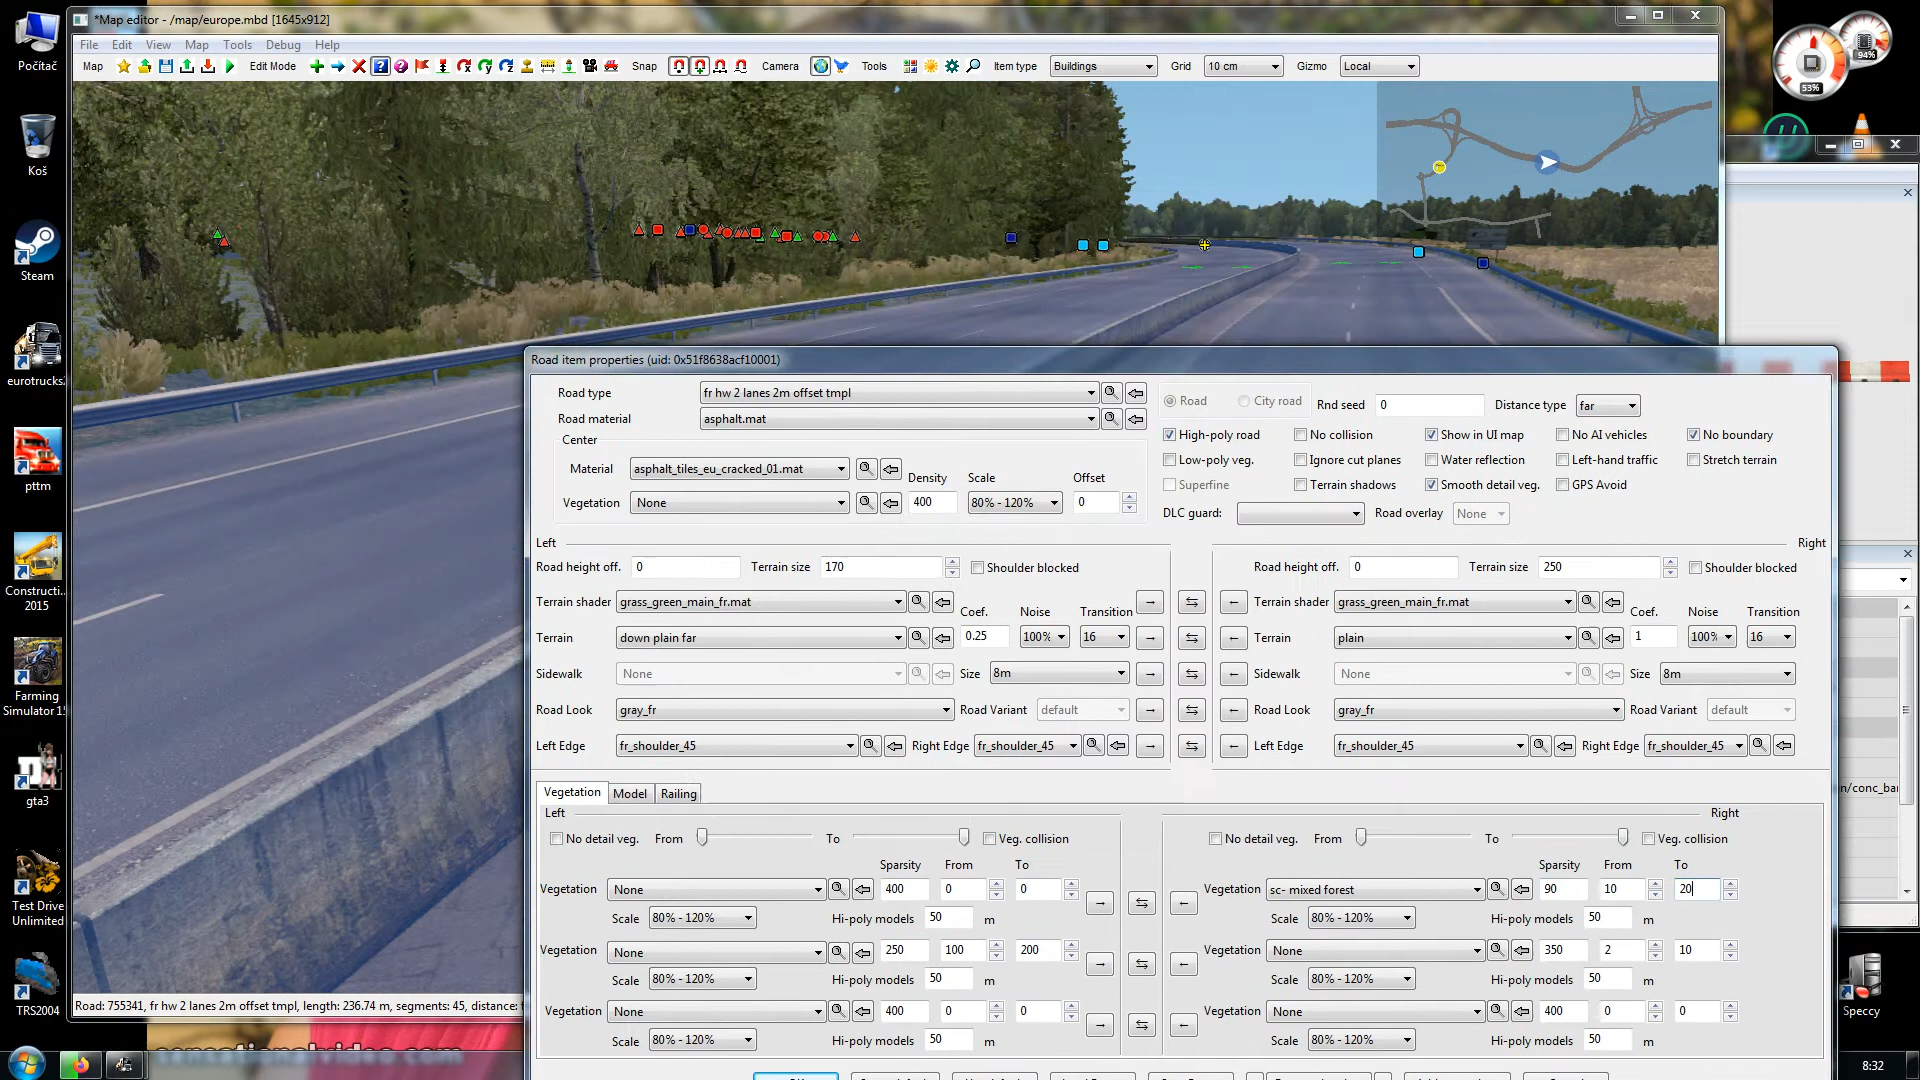 *Map editor - /map/europe.mbd [1645x912]
File Edit View Map Tools Debug Help
Map Edit Mode Snap Camera Tools Item type Buildings Grid 10 cm Gizmo Local
53% 94%
Počítač
Koš
Steam
eurotrucks
pttm
Constructi...
2015
Farming
Simulator 15
gta3
Test Drive
Unlimited
TRS2004
Speccy
8:32
n/conc_bar
Road item properties (uid: 0x51f8638acf10001)
Road type fr hw 2 lanes 2m offset tmpl
Road material asphalt.mat
Center
Material asphalt_tiles_eu_cracked_01.mat
Density Scale Offset
Vegetation None 400 80% - 120% 0
Road City road Rnd seed 0 Distance type far
High-poly road No collision Show in UI map No AI vehicles No boundary
Low-poly veg. Ignore cut planes Water reflection Left-hand traffic Stretch terrain
Superfine Terrain shadows Smooth detail veg. GPS Avoid
DLC guard: Road overlay None
Left Right
Road height off. 0 Terrain size 170 Shoulder blocked Road height off. 0 Terrain size 250 Shoulder blocked
Terrain shader grass_green_main_fr.mat Coef. Noise Transition Terrain shader grass_green_main_fr.mat Coef. Noise Transition
Terrain down plain far 0.25 100% 16 Terrain plain 1 100% 16
Sidewalk None Size 8m Sidewalk None Size 8m
Road Look gray_fr Road Variant default Road Look gray_fr Road Variant default
Left Edge fr_shoulder_45 Right Edge fr_shoulder_45 Left Edge fr_shoulder_45 Right Edge fr_shoulder_45
Vegetation Model Railing
Left Right
No detail veg. From To Veg. collision No detail veg. From To Veg. collision
Sparsity From To Sparsity From To
Vegetation None 400 0 0 Vegetation sc- mixed forest 90 10 20
Scale 80% - 120% Hi-poly models 50 m Scale 80% - 120% Hi-poly models 50 m
Vegetation None 250 100 200 Vegetation None 350 2 10
Scale 80% - 120% Hi-poly models 50 m Scale 80% - 120% Hi-poly models 50 m
Vegetation None 400 0 0 Vegetation None 400 0 0
Scale 80% - 120% Hi-poly models 50 m Scale 80% - 120% Hi-poly models 50 m
Road: 755341, fr hw 2 lanes 2m offset tmpl, length: 236.74 m, segments: 45, distance: